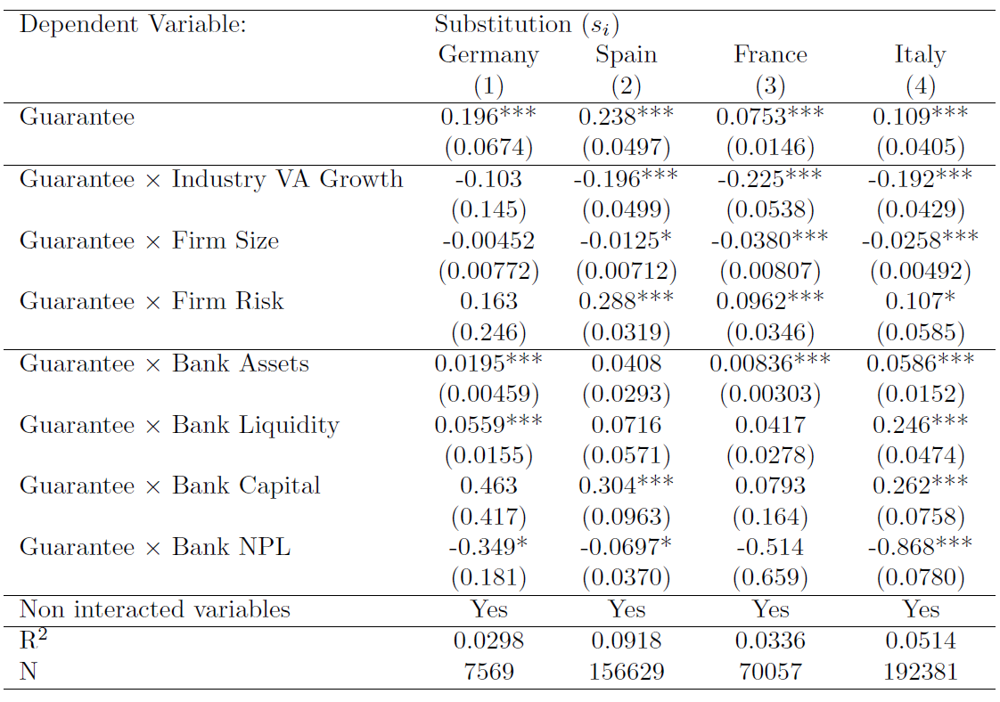 Dependent Variable: Substitution (sᵢ)
Germany Spain France Italy
(1) (2) (3) (4)
Guarantee 0.196*** 0.238*** 0.0753*** 0.109***
(0.0674) (0.0497) (0.0146) (0.0405)
Guarantee × Industry VA Growth -0.103 -0.196*** -0.225*** -0.192***
(0.145) (0.0499) (0.0538) (0.0429)
Guarantee × Firm Size -0.00452 -0.0125* -0.0380*** -0.0258***
(0.00772) (0.00712) (0.00807) (0.00492)
Guarantee × Firm Risk 0.163 0.288*** 0.0962*** 0.107*
(0.246) (0.0319) (0.0346) (0.0585)
Guarantee × Bank Assets 0.0195*** 0.0408 0.00836*** 0.0586***
(0.00459) (0.0293) (0.00303) (0.0152)
Guarantee × Bank Liquidity 0.0559*** 0.0716 0.0417 0.246***
(0.0155) (0.0571) (0.0278) (0.0474)
Guarantee × Bank Capital 0.463 0.304*** 0.0793 0.262***
(0.417) (0.0963) (0.164) (0.0758)
Guarantee × Bank NPL -0.349* -0.0697* -0.514 -0.868***
(0.181) (0.0370) (0.659) (0.0780)
Non interacted variables Yes Yes Yes Yes
R² 0.0298 0.0918 0.0336 0.0514
N 7569 156629 70057 192381